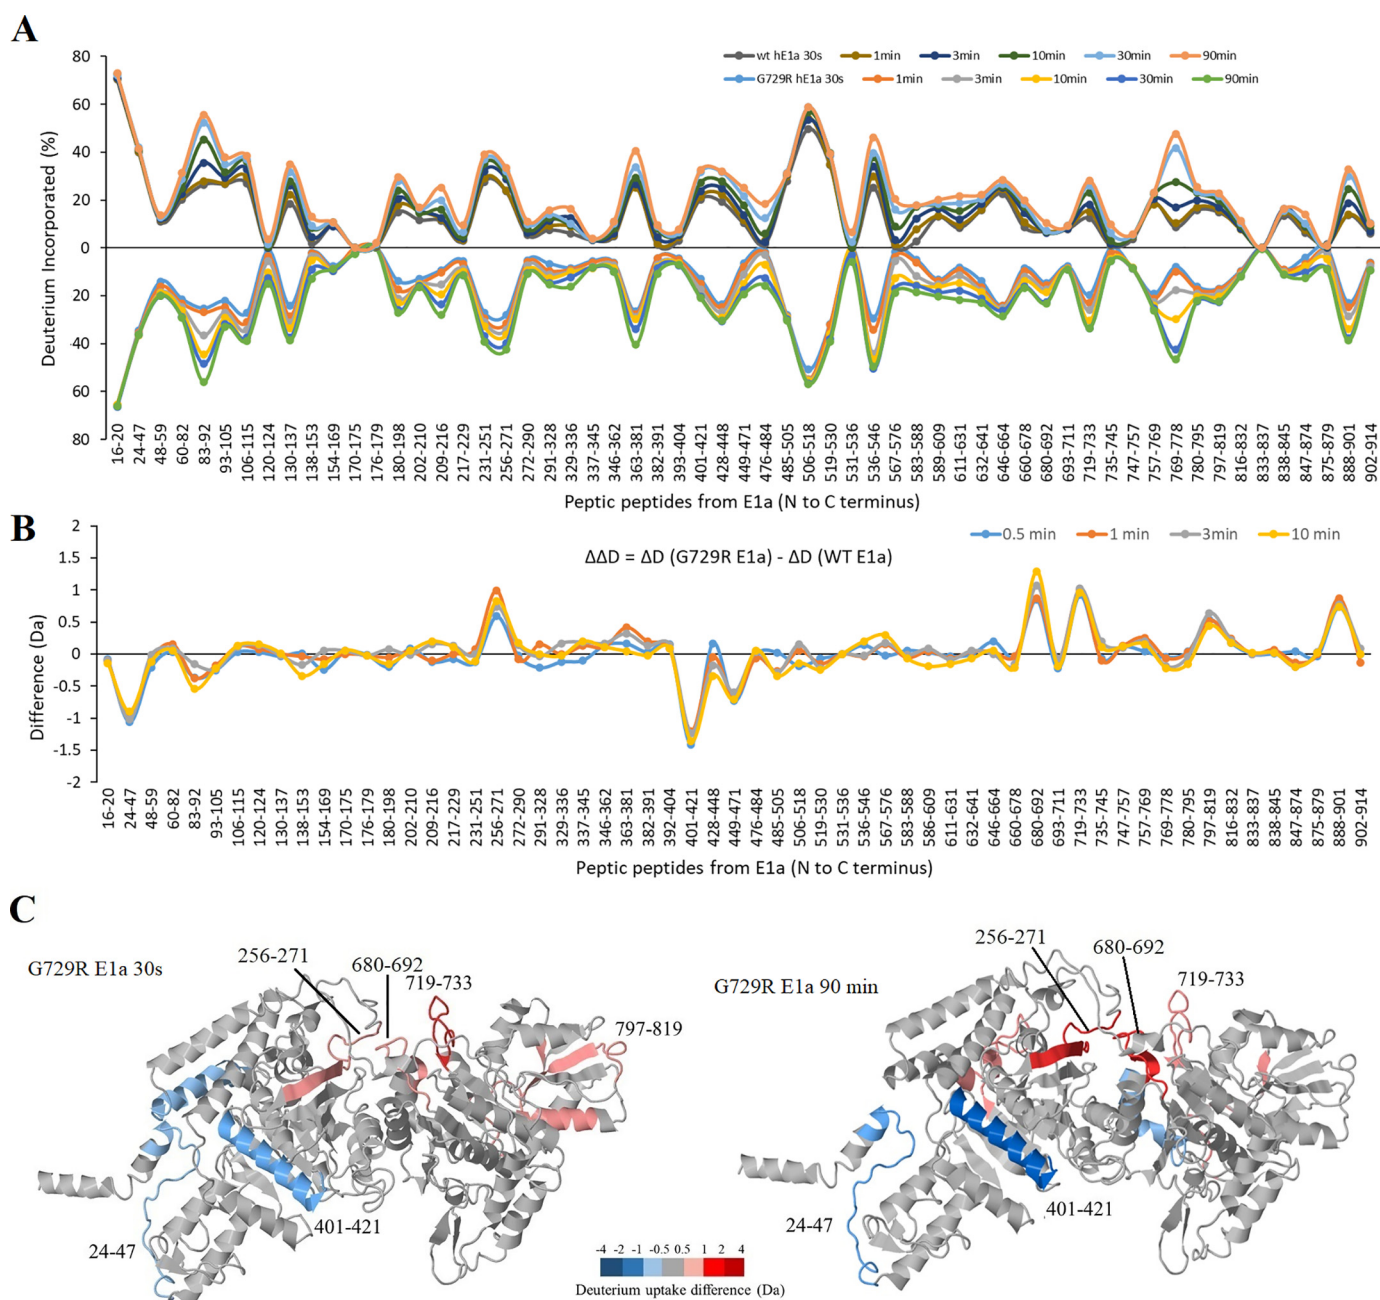 A
80
60
40
20
0
20
40
60
80
Deuterium Incorporated (%)
wt hE1a 30s 1min 3min 10min 30min 90min
G729R hE1a 30s 1min 3min 10min 30min 90min
16-20 24-47 48-59 60-82 83-92 93-105 106-115 120-124 130-137 138-153 154-169 170-175 176-179 180-198 202-210 209-216 217-229 231-251 256-271 272-290 291-328 329-336 337-345 346-362 363-381 382-391 393-404 401-421 428-448 449-471 476-484 485-505 506-518 519-530 531-536 536-546 567-576 583-588 589-609 611-631 632-641 646-664 660-678 680-692 693-711 719-733 735-745 747-757 757-769 769-778 780-795 797-819 816-832 833-837 838-845 847-874 875-879 888-901 902-914
Peptic peptides from E1a (N to C terminus)
B
2
1.5
1
0.5
0
-0.5
-1
-1.5
-2
Difference (Da)
0.5 min 1 min 3min 10 min
ΔΔD = ΔD (G729R E1a) - ΔD (WT E1a)
16-20 24-47 48-59 60-82 83-92 93-105 106-115 120-124 130-137 138-153 154-169 170-175 176-179 180-198 202-210 209-216 217-229 231-251 256-271 272-290 291-328 329-336 337-345 346-362 363-381 382-391 392-404 401-421 428-448 449-471 476-484 485-505 506-518 519-530 531-536 536-546 567-576 583-588 586-609 611-631 632-641 646-664 660-678 680-692 693-711 719-733 735-745 747-757 757-769 769-778 780-795 797-819 816-832 833-837 838-845 847-874 875-879 888-901 902-914
Peptic peptides from E1a (N to C terminus)
C
G729R E1a 30s
256-271
680-692
719-733
797-819
401-421
24-47
G729R E1a 90 min
256-271
680-692
719-733
401-421
24-47
-4 -2 -1 -0.5 0.5 1 2 4
Deuterium uptake difference (Da)